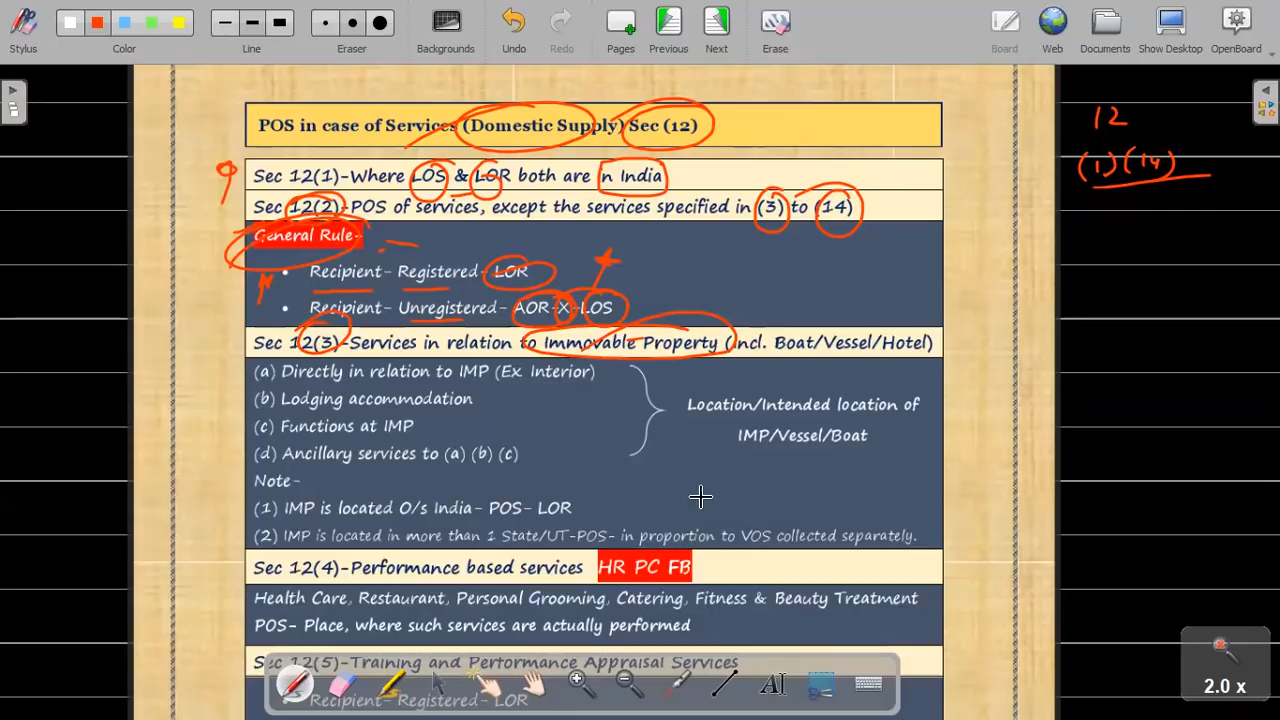 Stylus
Color
Line
Eraser
Backgrounds
Undo
Redo
Pages
Previous
Next
Erase
Board
Web
Documents
Show Desktop
OpenBoard
POS in case of Services (Domestic Supply) Sec (12)
Sec 12(1)-Where LOS & LOR both are in India
Sec 12(2)-POS of services, except the services specified in (3) to (14)
General Rule-
• Recipient- Registered- LOR
• Recipient- Unregistered- AOR-X-LOS
Sec 12(3)-Services in relation to Immovable Property (Incl. Boat/Vessel/Hotel)
(a) Directly in relation to IMP (Ex Interior)
(b) Lodging accommodation
(c) Functions at IMP
(d) Ancillary services to (a) (b) (c)
Location/Intended location of
IMP/Vessel/Boat
Note-
(1) IMP is located O/s India- POS- LOR
(2) IMP is located in more than 1 State/UT-POS- in proportion to VOS collected separately.
Sec 12(4)-Performance based services HR PC FB
Health Care, Restaurant, Personal Grooming, Catering, Fitness & Beauty Treatment
POS- Place, where such services are actually performed
Sec 12(5)-Training and Performance Appraisal Services
Recipient- Registered- LOR
12
(1) (14)
2.0 x